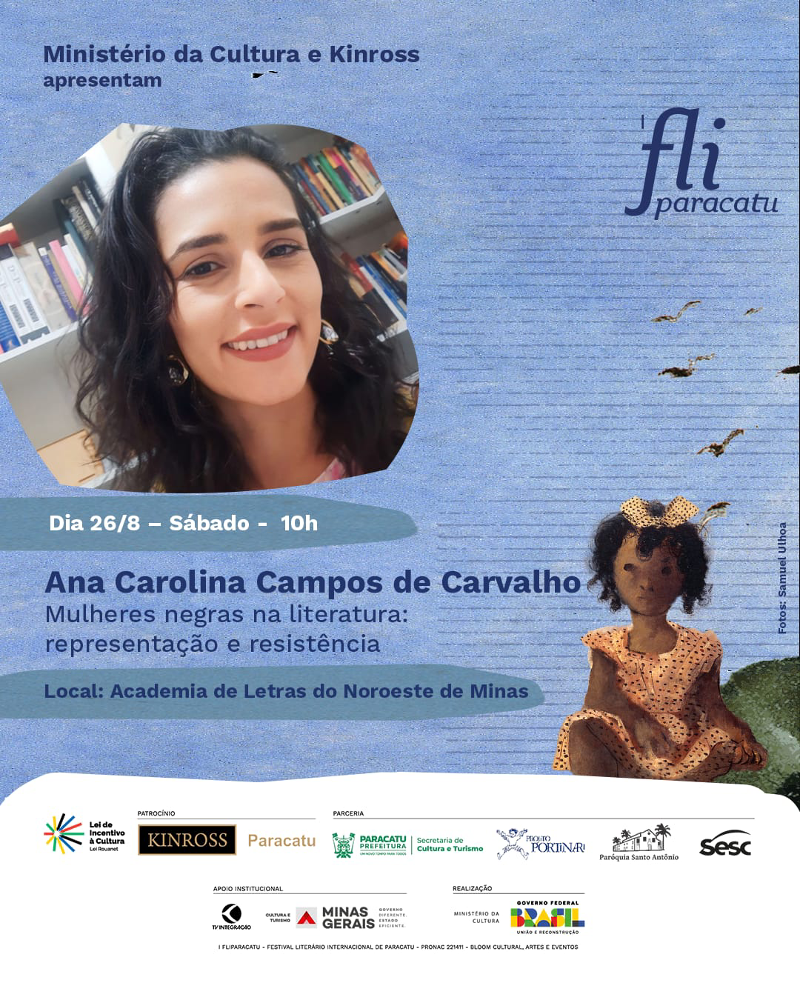 Ministério da Cultura e Kinross
apresentam
I
fli
paracatu
Dia 26/8 – Sábado - 10h
Ana Carolina Campos de Carvalho
Mulheres negras na literatura:
representação e resistência
Local: Academia de Letras do Noroeste de Minas
Fotos: Samuel Ulhoa
Lei de
Incentivo
à Cultura
Lei Rouanet
PATROCÍNIO
KINROSS
Paracatu
PARCERIA
PARACATU
PREFEITURA
UM NOVO TEMPO PARA TODOS
Secretaria de
Cultura e Turismo
PROJETO
PORTINARI
Paróquia Santo Antônio
Sesc
APOIO INSTITUCIONAL
TV INTEGRAÇÃO
CULTURA E
TURISMO
MINAS
GERAIS
GOVERNO
DIFERENTE.
ESTADO
EFICIENTE.
REALIZAÇÃO
MINISTÉRIO DA
CULTURA
GOVERNO FEDERAL
BRASIL
UNIÃO E RECONSTRUÇÃO
I FLIPARACATU - FESTIVAL LITERÁRIO INTERNACIONAL DE PARACATU - PRONAC 221411 - BLOOM CULTURAL, ARTES E EVENTOS